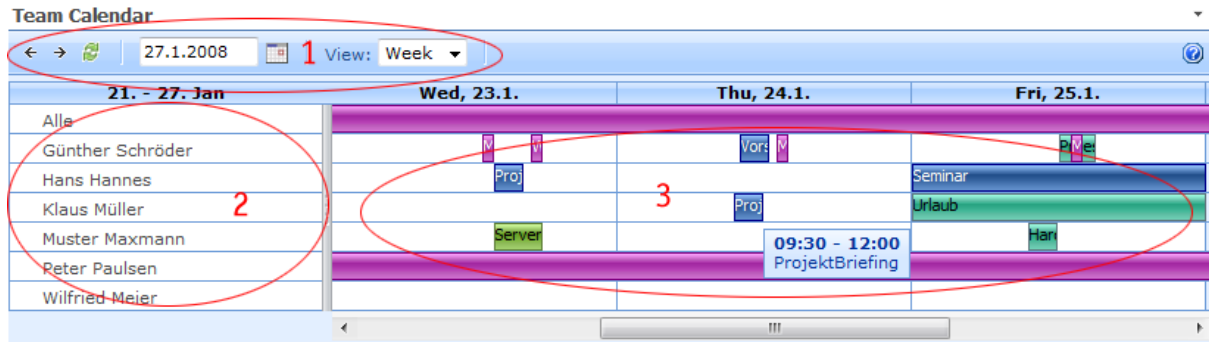 Team Calendar
27.1.2008 1 View: Week
21. - 27. Jan Wed, 23.1. Thu, 24.1. Fri, 25.1.
Alle
Günther Schröder M Vors M
Hans Hannes Proj Seminar
Klaus Müller 2 Proj 3 Urlaub
Muster Maxmann Server Hard
09:30 - 12:00
ProjektBriefing
Peter Paulsen
Wilfried Meier